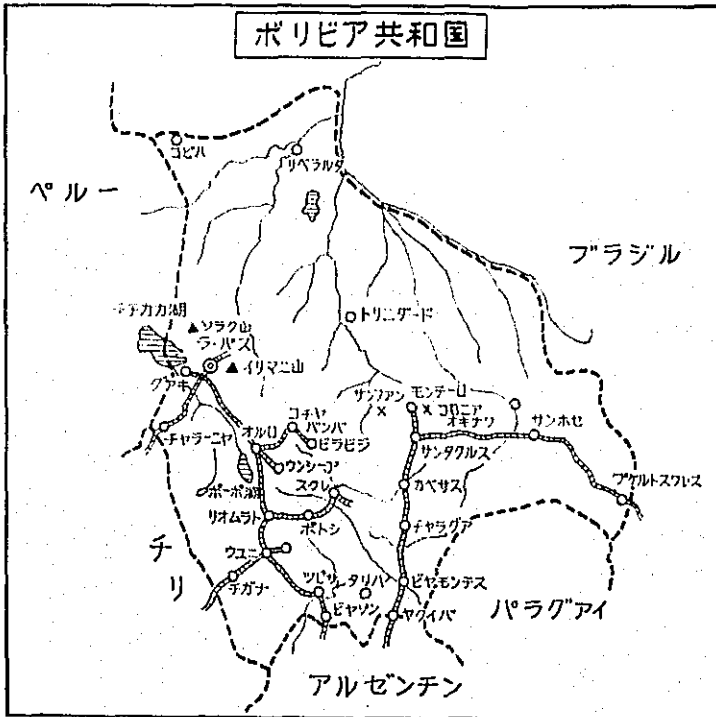 ボリビア共和国
コビハ
リベラルタ
ペルー
ブラジル
トリニダード
チチカカ湖
ソラタ山
ラ・パス
イリマニ山
グアキ
サンファン
モンテーロ
コロニア
オキナワ
サンホセ
チャラーニャ
オルロ
コチャ
バンバ
ビラビジ
サンタクルス
ウンシーア
スクレ
カベサス
プエルトスワレス
ポーポ湖
リオムラト
ポトシ
チャラグア
チリ
ウユニ
チガナ
ツピサ
タリハ
ビヤモンテス
ビヤソン
ヤクイバ
パラグアイ
アルゼンチン